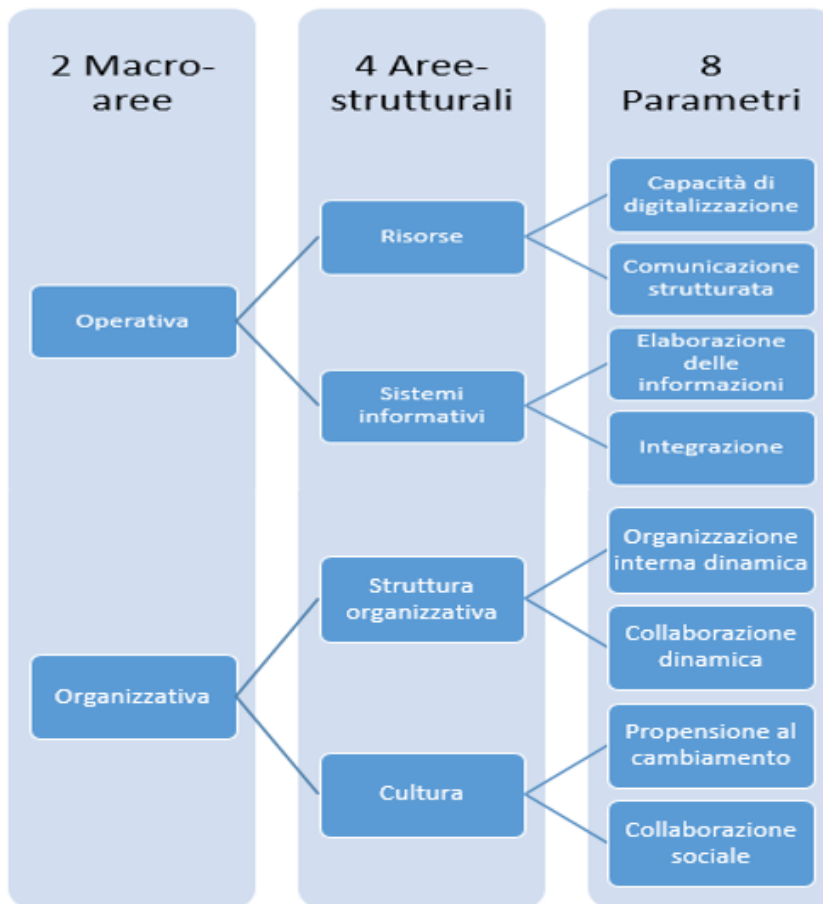 2 Macro-
aree
4 Aree-
strutturali
8
Parametri
Operativa
Organizzativa
Risorse
Sistemi
informativi
Struttura
organizzativa
Cultura
Capacità di
digitalizzazione
Comunicazione
strutturata
Elaborazione
delle
informazioni
Integrazione
Organizzazione
interna dinamica
Collaborazione
dinamica
Propensione al
cambiamento
Collaborazione
sociale